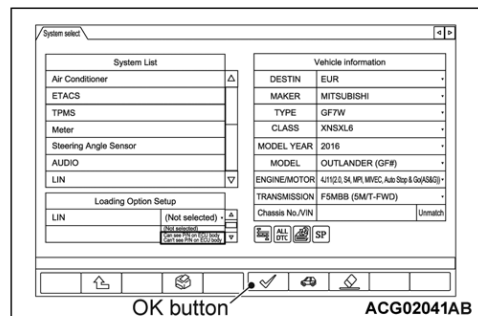 System select
System List
Air Conditioner
ETACS
TPMS
Meter
Steering Angle Sensor
AUDIO
LIN
Loading Option Setup
LIN (Not selected)
(Not selected)
Can see P/N on ECU body
Can't see P/N on ECU body
Vehicle information
DESTIN EUR
MAKER MITSUBISHI
TYPE GF7W
CLASS XNSXL6
MODEL YEAR 2016
MODEL OUTLANDER (GF#)
ENGINE/MOTOR 4J11(2.0, S4, MPI, MIVEC, Auto Stop & Go(AS&G))
TRANSMISSION F5MBB (5M/T-FWD)
Chassis No./VIN Unmatch
ALL
DTC
SP
OK button
ACG02041AB